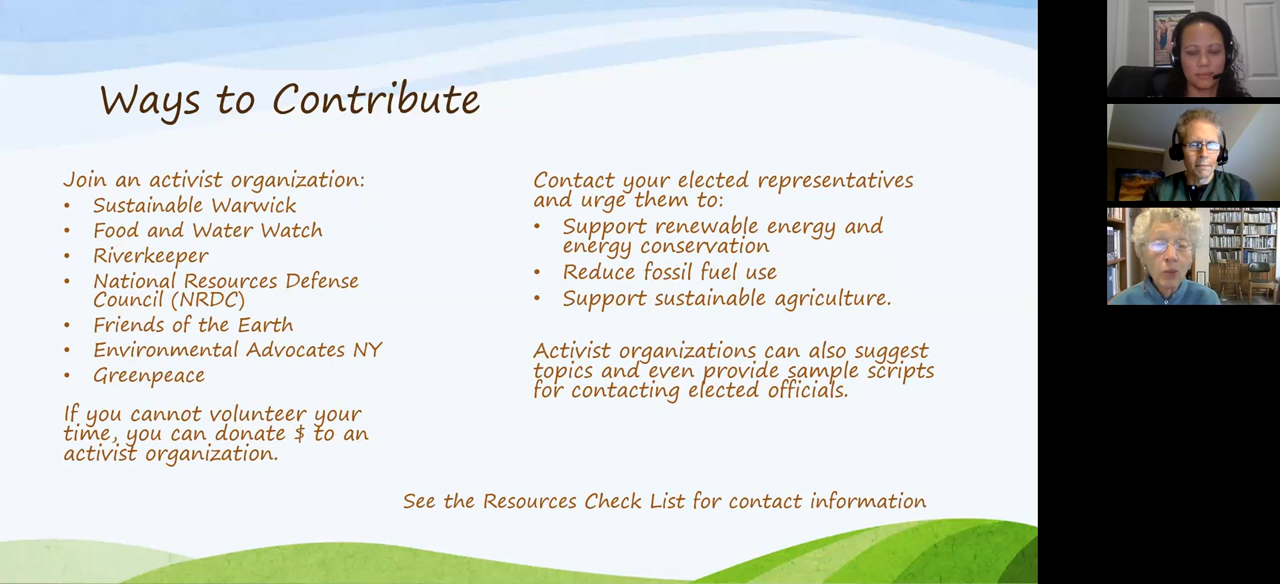 Ways to Contribute
Join an activist organization:
• Sustainable Warwick
• Food and Water Watch
• Riverkeeper
• National Resources Defense
Council (NRDC)
• Friends of the Earth
• Environmental Advocates NY
• Greenpeace
If you cannot volunteer your
time, you can donate $ to an
activist organization.
Contact your elected representatives
and urge them to:
• Support renewable energy and
energy conservation
• Reduce fossil fuel use
• Support sustainable agriculture.
Activist organizations can also suggest
topics and even provide sample scripts
for contacting elected officials.
See the Resources Check List for contact information